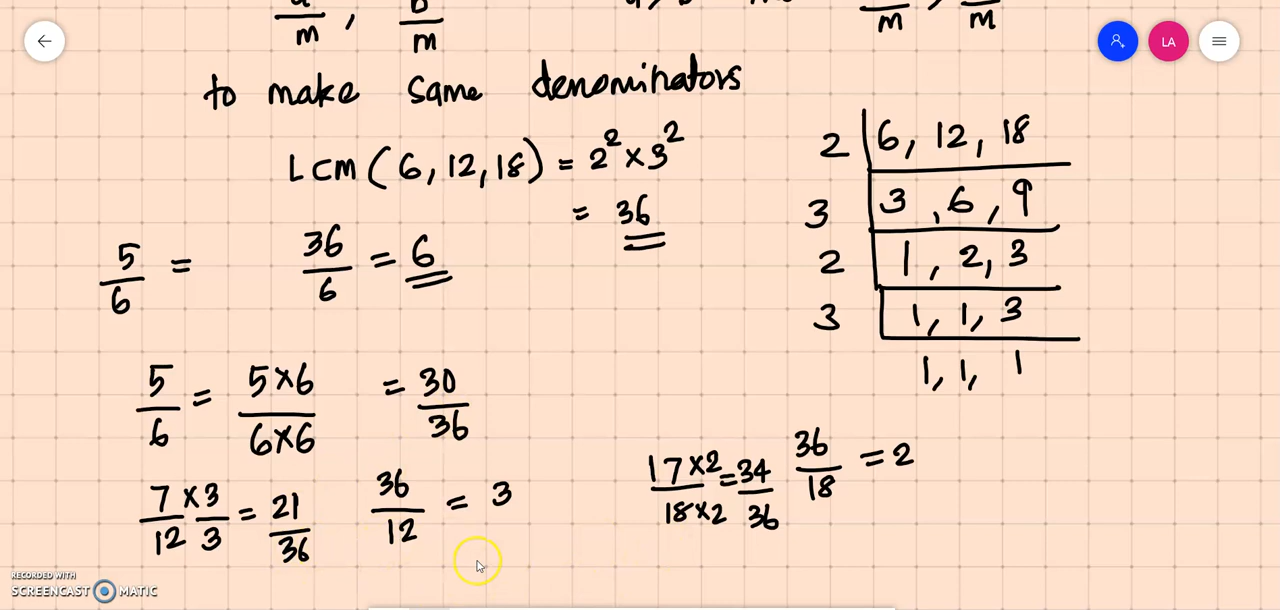 m , m
m , m
LA
to make same denominators
LCM (6, 12, 18) = 2² × 3²
= 36
5/6 =
36/6 = 6
2 | 6, 12, 18
3 | 3, 6, 9
2 | 1, 2, 3
3 | 1, 1, 3
1, 1, 1
5/6 = 5×6/6×6 = 30/36
7/12 × 3/3 = 21/36
36/12 = 3
17×2/18×2 = 34/36
36/18 = 2
RECORDED WITH
SCREENCAST MATIC